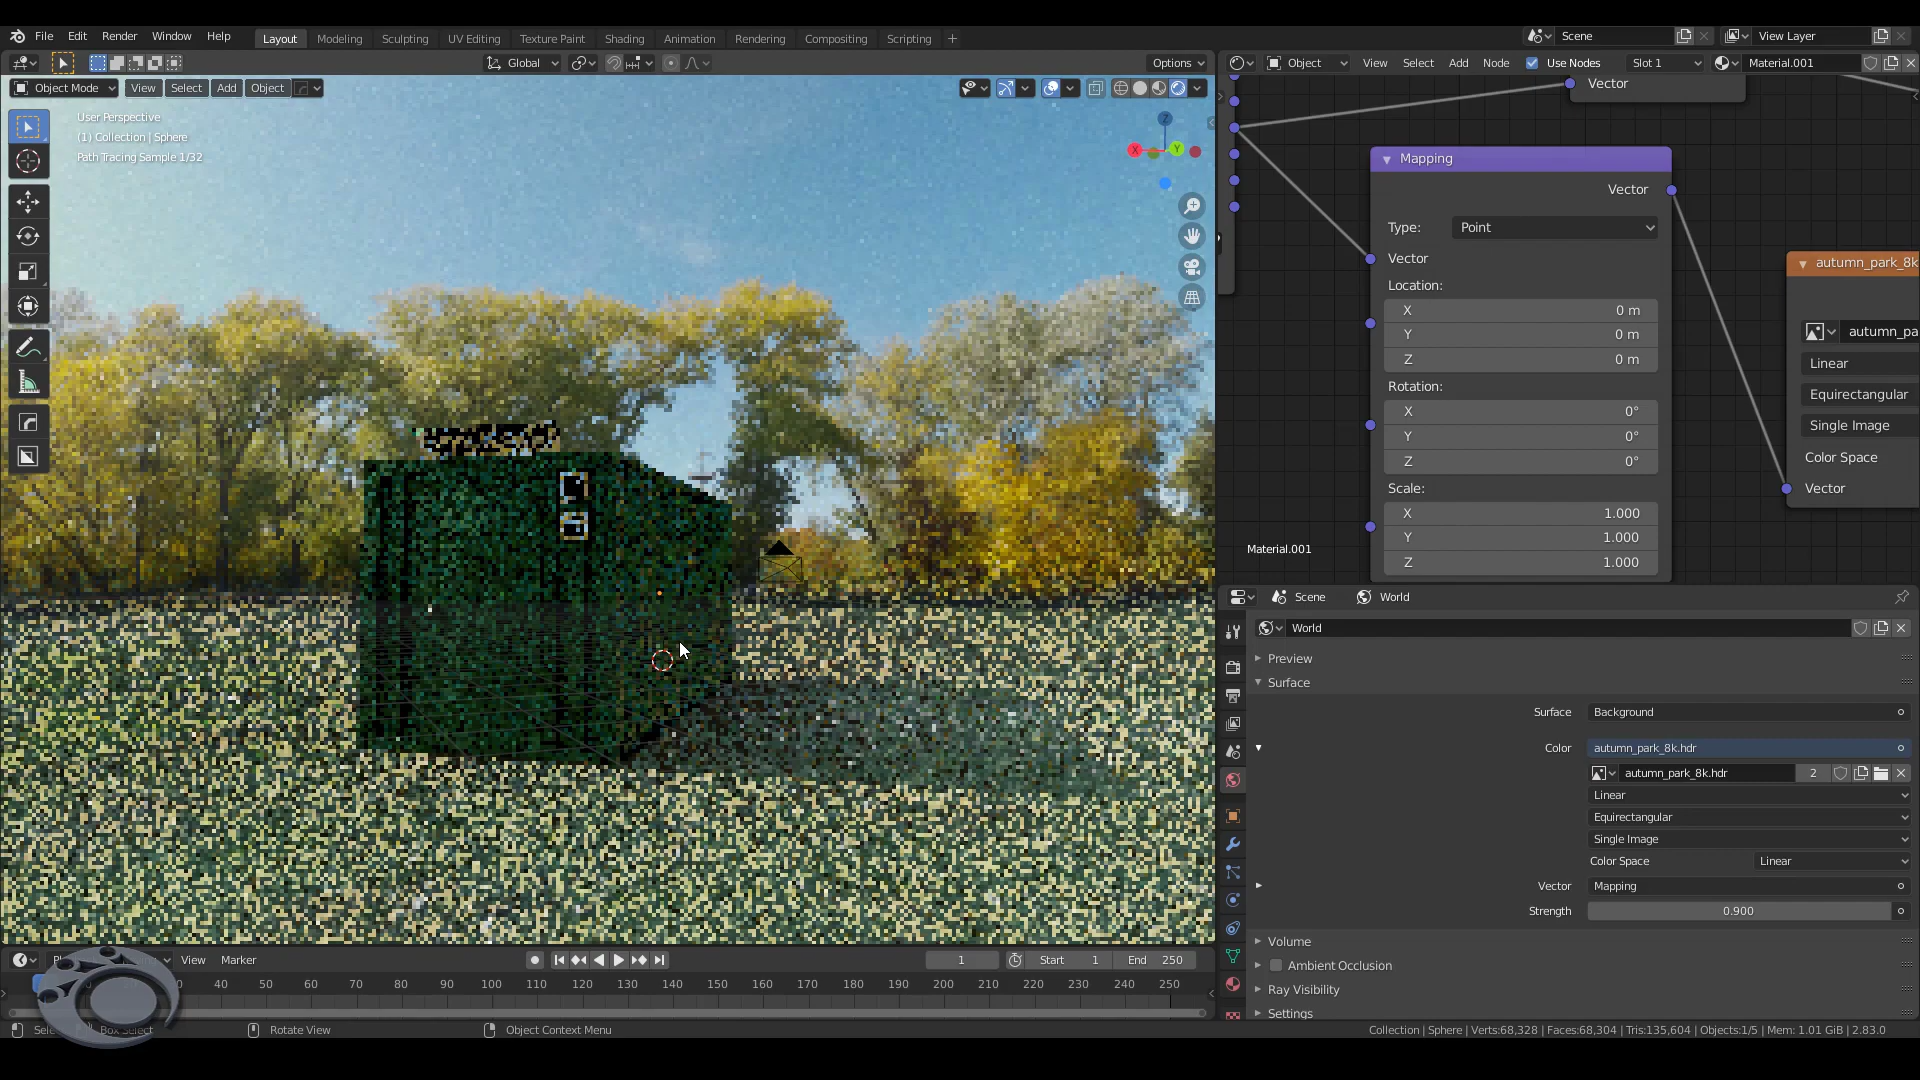 File Edit Render Window Help Layout Modeling Sculpting UV Editing Texture Paint Shading Animation Rendering Compositing Scripting + Scene View Layer
Global Options Object View Select Add Node Use Nodes Slot 1 Material.001
Object Mode View Select Add Object
User Perspective
(1) Collection | Sphere
Path Tracing Sample 1/32
Z
X Y
Vector
Mapping
Vector
Type: Point
Vector
Location:
X 0 m
Y 0 m
Z 0 m
Rotation:
X 0°
Y 0°
Z 0°
Scale:
X 1.000
Y 1.000
Z 1.000
Material.001
autumn_park_8k
autumn_pa
Linear
Equirectangular
Single Image
Color Space
Vector
Scene World
World
Preview
Surface
Surface Background
Color autumn_park_8k.hdr
autumn_park_8k.hdr 2
Linear
Equirectangular
Single Image
Color Space Linear
Vector Mapping
Strength 0.900
Volume
Ambient Occlusion
Ray Visibility
Settings
View Marker 1 Start 1 End 250
40 50 60 70 80 90 100 110 120 130 140 150 160 170 180 190 200 210 220 230 240 250
Box Select Rotate View Object Context Menu Collection | Sphere | Verts:68,328 | Faces:68,304 | Tris:135,604 | Objects:1/5 | Mem: 1.01 GiB | 2.83.0